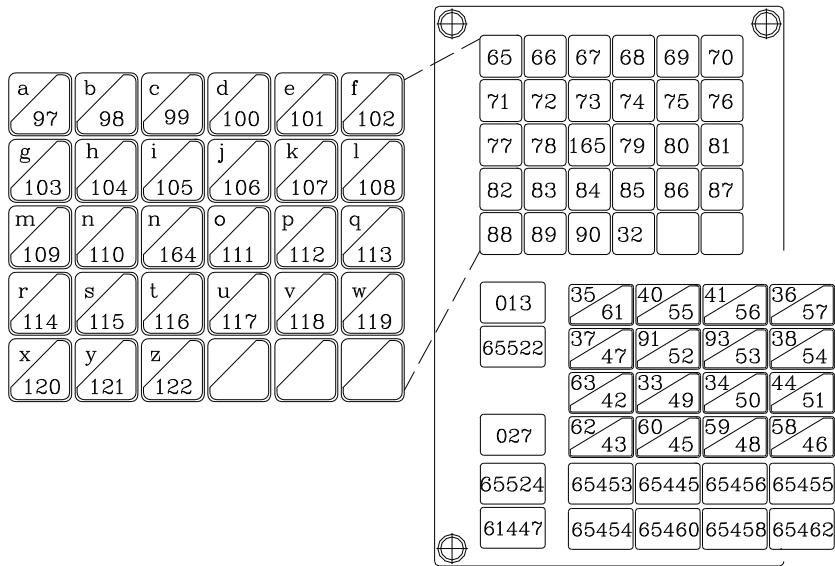 a b c d e f
97 98 99 100 101 102
g h i j k l
103 104 105 106 107 108
m n n o p q
109 110 164 111 112 113
r s t u v w
114 115 116 117 118 119
x y z
120 121 122
65 66 67 68 69 70
71 72 73 74 75 76
77 78 165 79 80 81
82 83 84 85 86 87
88 89 90 32
013
65522
027
65524
61447
35 40 41 36
61 55 56 57
37 91 93 38
47 52 53 54
63 33 34 44
42 49 50 51
62 60 59 58
43 45 48 46
65453 65445 65456 65455
65454 65460 65458 65462